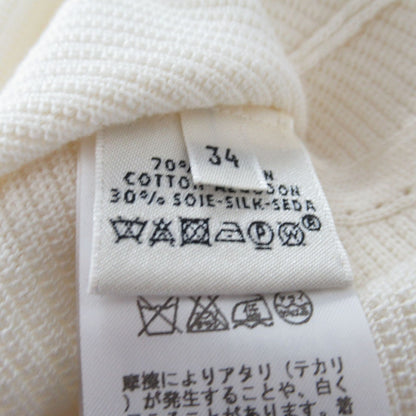 34
70%
COTTON
30% SOIE-SILK-SEDA
P
摩擦によりアタリ(テカリ
)が発生することや、白く